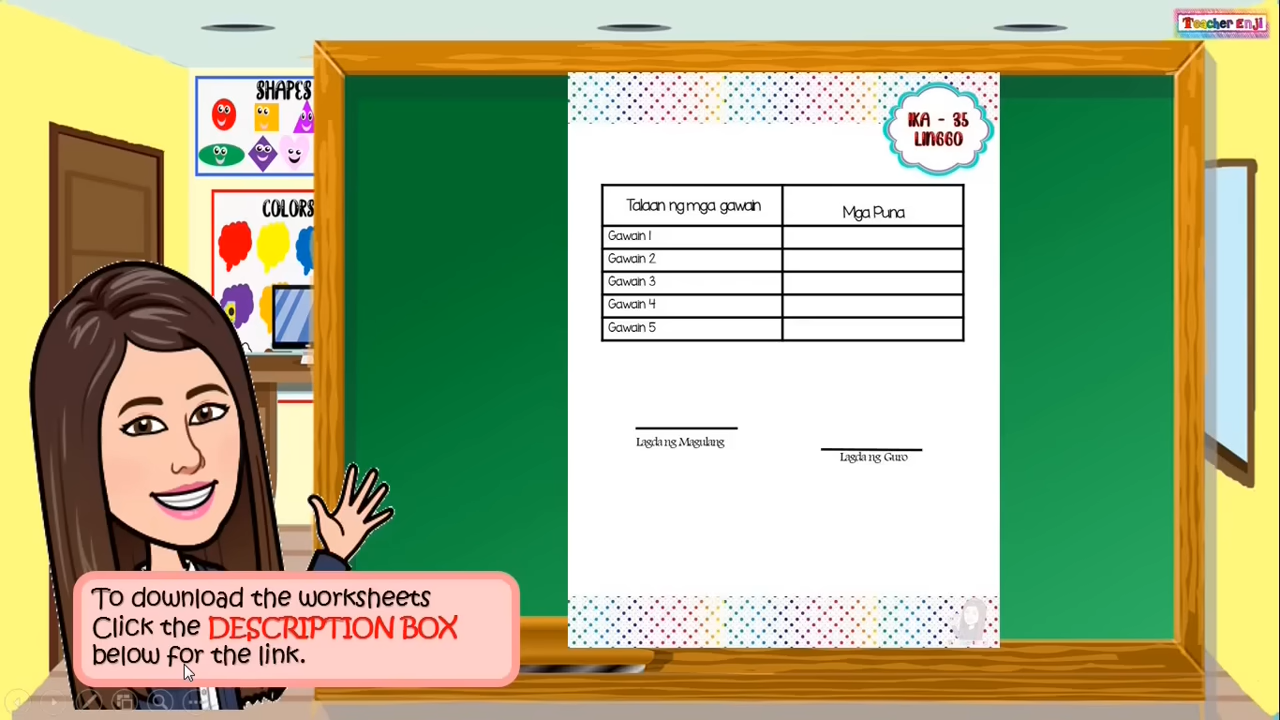 Teacher Enji
SHAPES
COLORS
IKA - 35
LINGGO
Talaan ng mga gawain
Mga Puna
Gawain 1
Gawain 2
Gawain 3
Gawain 4
Gawain 5
Lagda ng Magulang
Lagda ng Guro
To download the worksheets
Click the DESCRIPTION BOX
below for the link.